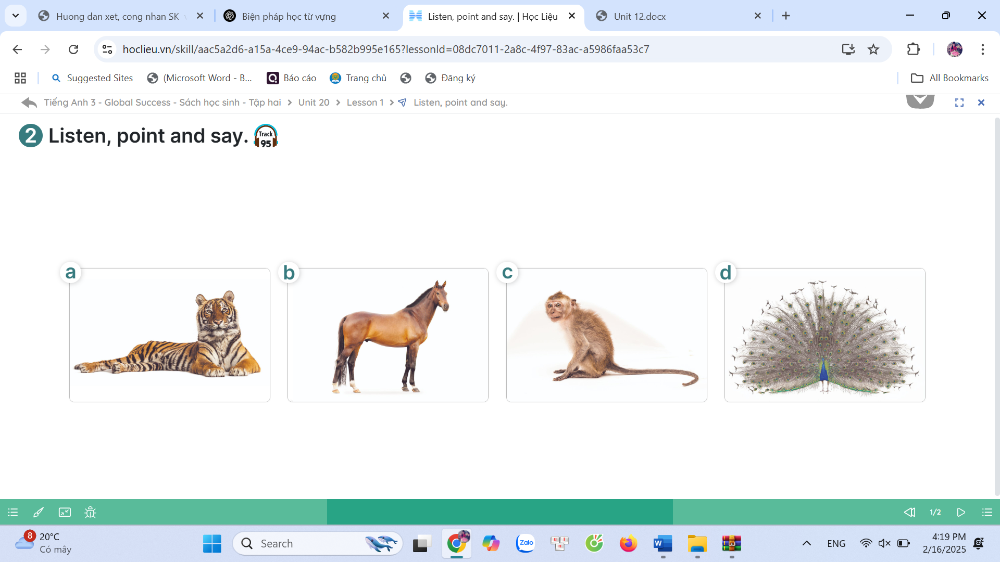 Huong dan xet, cong nhan SK
Biện pháp học từ vựng
Listen, point and say. | Học Liệu
Unit 12.docx
hoclieu.vn/skill/aac5a2d6-a15a-4ce9-94ac-b582b995e165?lessonId=08dc7011-2a8c-4f97-83ac-a5986faa53c7
Suggested Sites
(Microsoft Word - B...
Báo cáo
Trang chủ
Đăng ký
All Bookmarks
Tiếng Anh 3 - Global Success - Sách học sinh - Tập hai > Unit 20 > Lesson 1 > Listen, point and say.
2 Listen, point and say. Track 95
a
b
c
d
1/2
8
20°C
Có mây
Search
Zalo
ENG
4:19 PM
2/16/2025